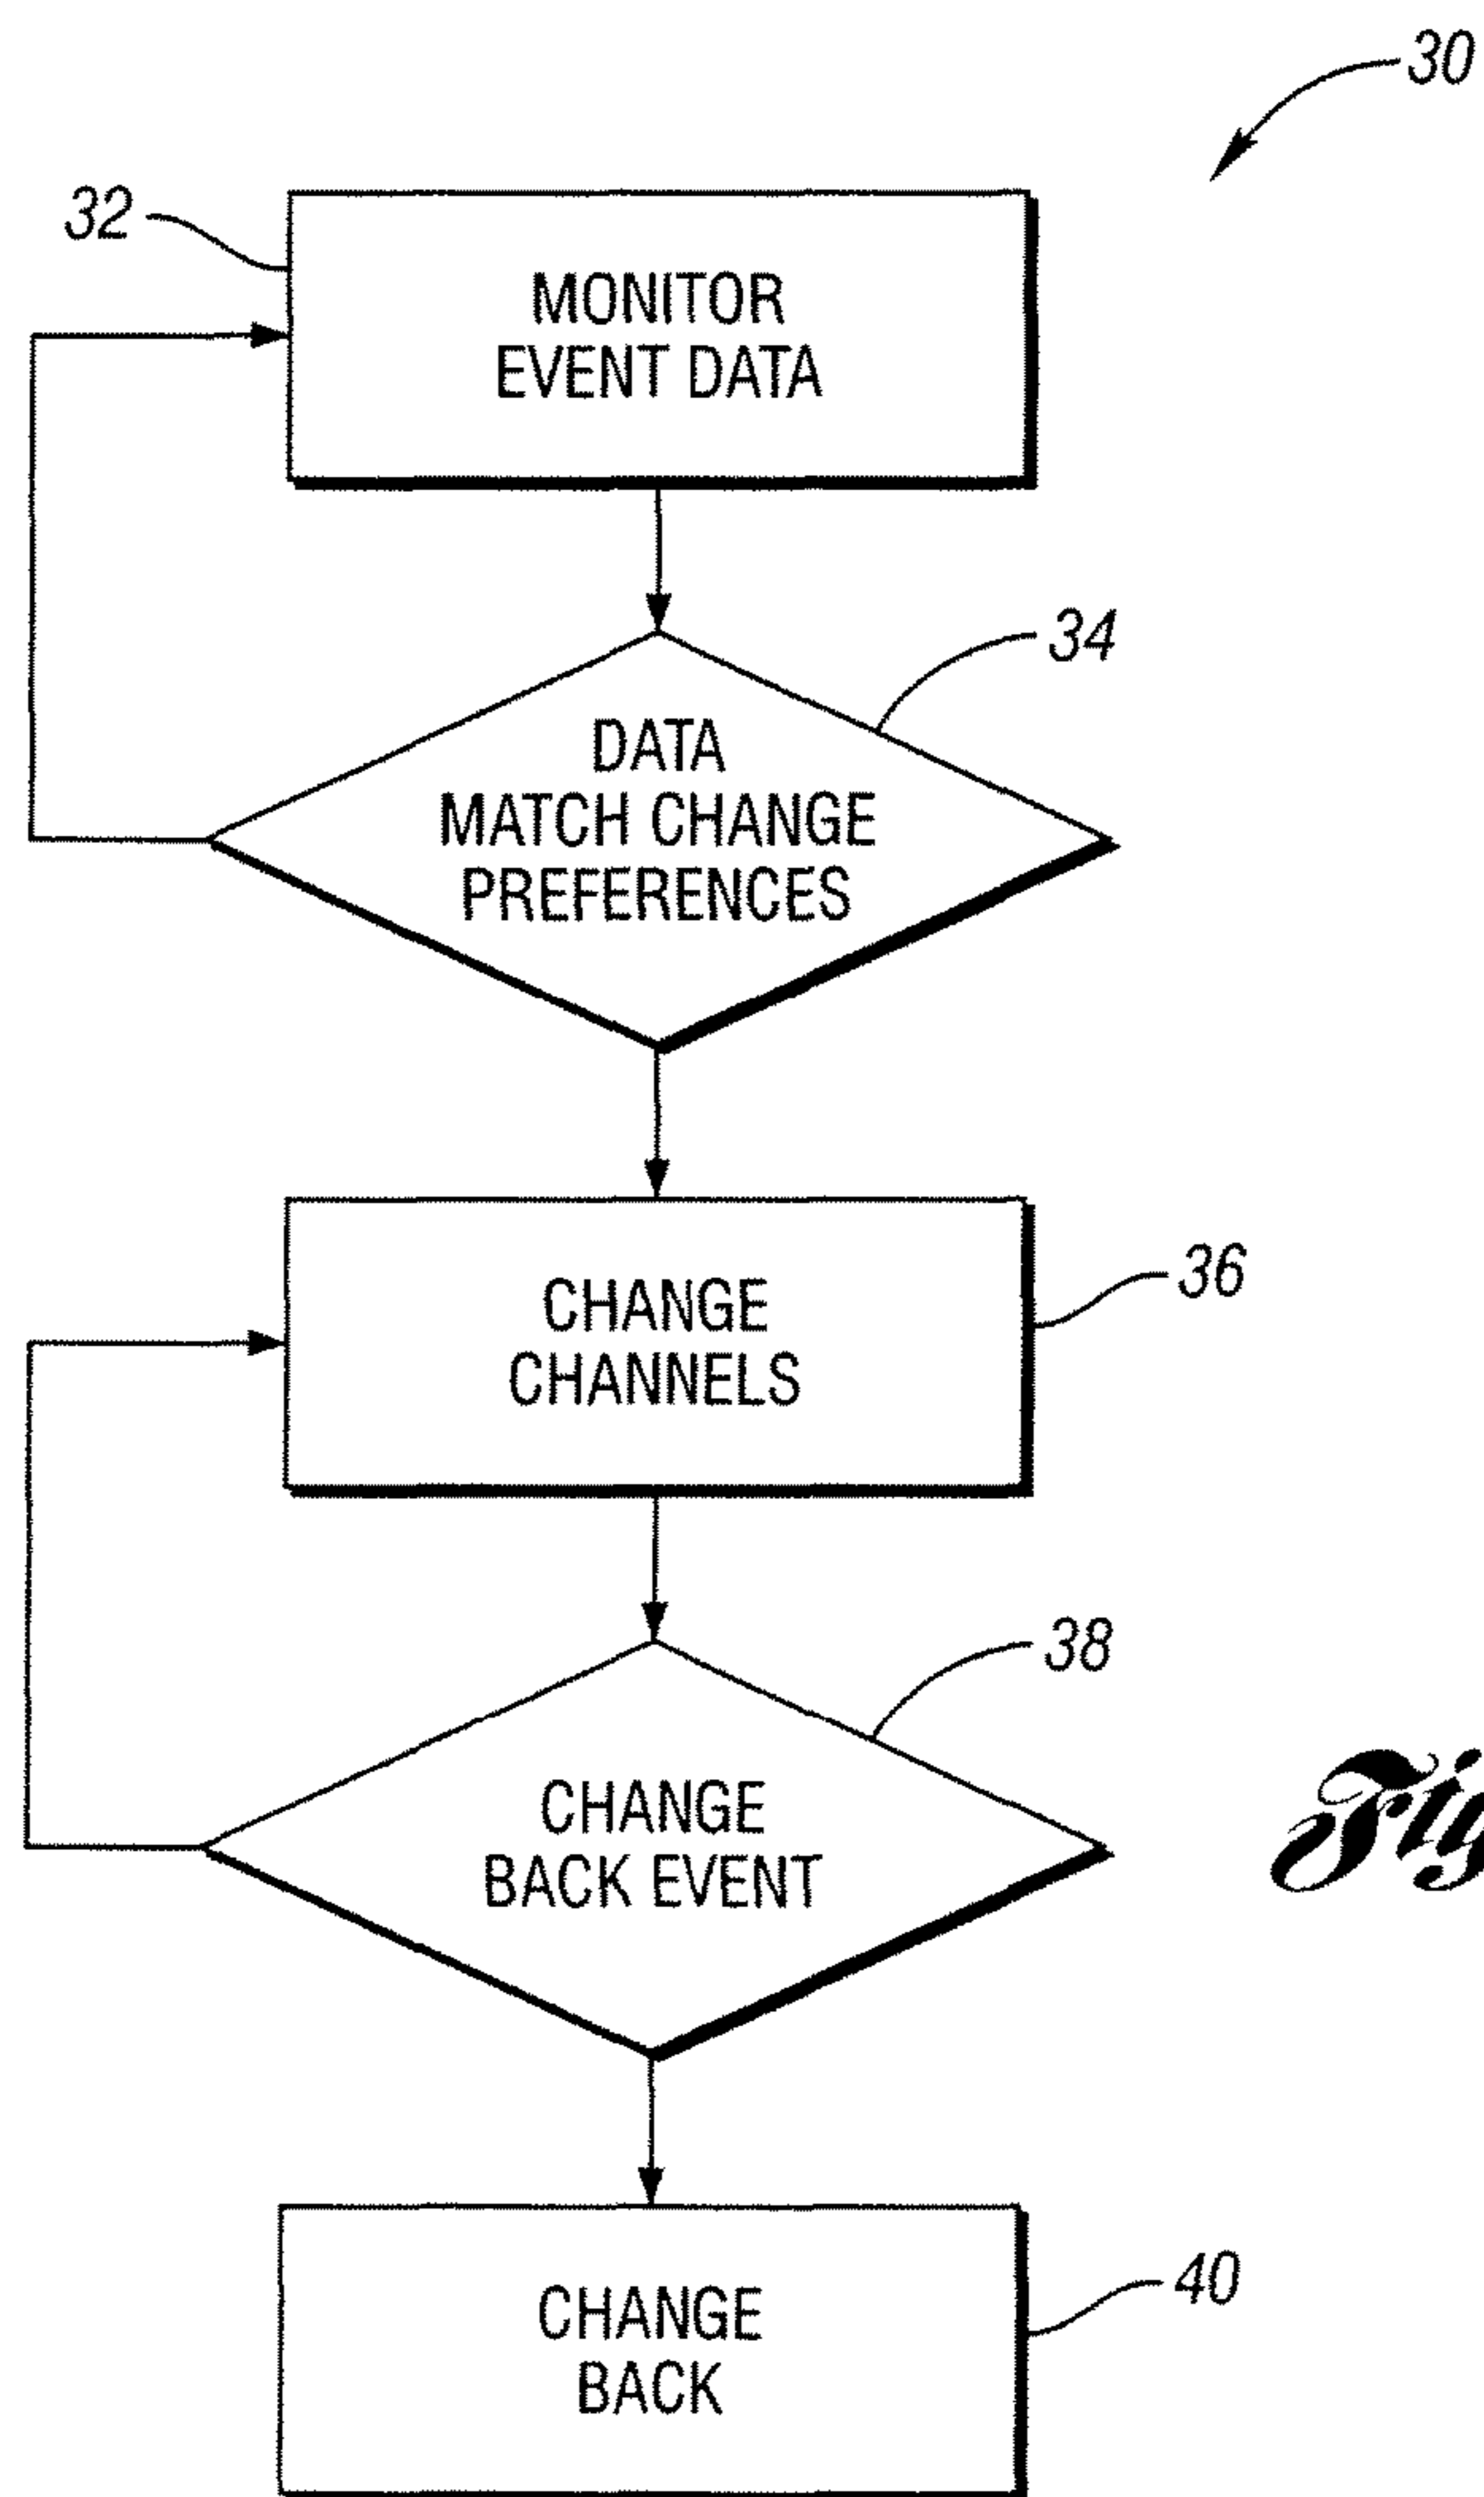 30
32
MONITOR
EVENT DATA
34
DATA
MATCH CHANGE
PREFERENCES
CHANGE
CHANNELS
36
38
CHANGE
BACK EVENT
CHANGE
BACK
40